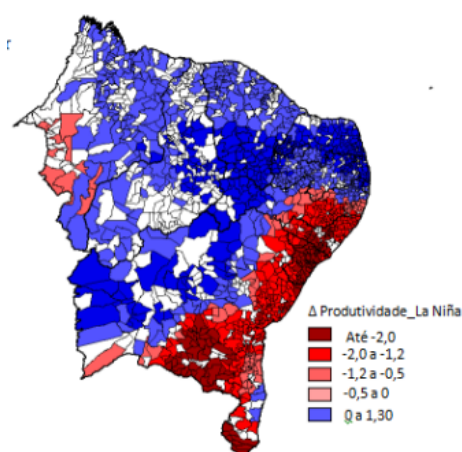 r
Δ Produtividade_La Niña
Até -2,0
-2,0 a -1,2
-1,2 a -0,5
-0,5 a 0
0 a 1,30